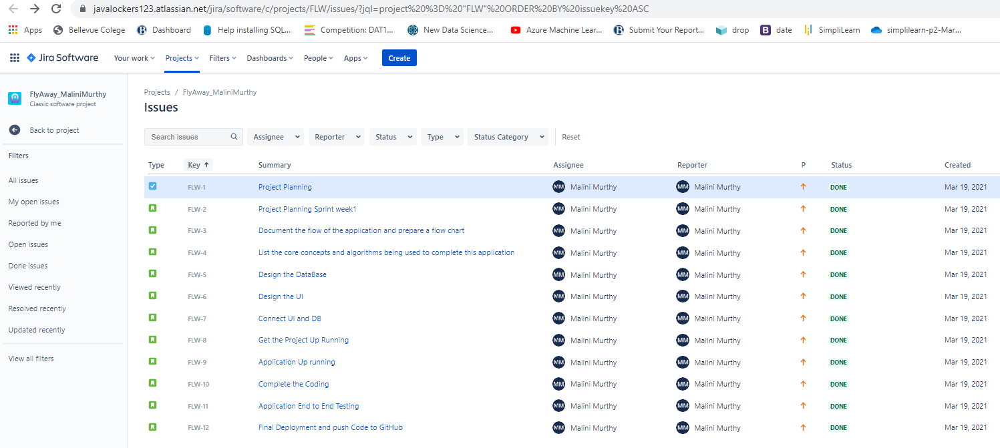 javalockers123.atlassian.net/jira/software/c/projects/FLW/issues/?jql=project%20%3D%20"FLW"%20ORDER%20BY%20issuekey%20ASC
Apps Bellevue Colege Dashboard Help installing SQL... Competition: DAT1... New Data Science... Azure Machine Lear... Submit Your Report... drop B date SimpliLearn simplilearn-p2-Mar...
Jira Software Your work Projects Filters Dashboards People Apps Create
FlyAway_MaliniMurthy
Classic software project
Back to project
Filters
All issues
My open issues
Reported by me
Open issues
Done issues
Viewed recently
Resolved recently
Updated recently
View all filters
Projects / FlyAway_MaliniMurthy
Issues
Search issues Assignee Reporter Status Type Status Category Reset
Type Key Summary Assignee Reporter P Status Created
FLW-1 Project Planning MM Malini Murthy MM Malini Murthy DONE Mar 19, 2021
FLW-2 Project Planning Sprint week1 MM Malini Murthy MM Malini Murthy DONE Mar 19, 2021
FLW-3 Document the flow of the application and prepare a flow chart MM Malini Murthy MM Malini Murthy DONE Mar 19, 2021
FLW-4 List the core concepts and algorithms being used to complete this application MM Malini Murthy MM Malini Murthy DONE Mar 19, 2021
FLW-5 Design the DataBase MM Malini Murthy MM Malini Murthy DONE Mar 19, 2021
FLW-6 Design the UI MM Malini Murthy MM Malini Murthy DONE Mar 19, 2021
FLW-7 Connect UI and DB MM Malini Murthy MM Malini Murthy DONE Mar 19, 2021
FLW-8 Get the Project Up Running MM Malini Murthy MM Malini Murthy DONE Mar 19, 2021
FLW-9 Application Up running MM Malini Murthy MM Malini Murthy DONE Mar 19, 2021
FLW-10 Complete the Coding MM Malini Murthy MM Malini Murthy DONE Mar 19, 2021
FLW-11 Application End to End Testing MM Malini Murthy MM Malini Murthy DONE Mar 19, 2021
FLW-12 Final Deployment and push Code to GitHub MM Malini Murthy MM Malini Murthy DONE Mar 19, 2021